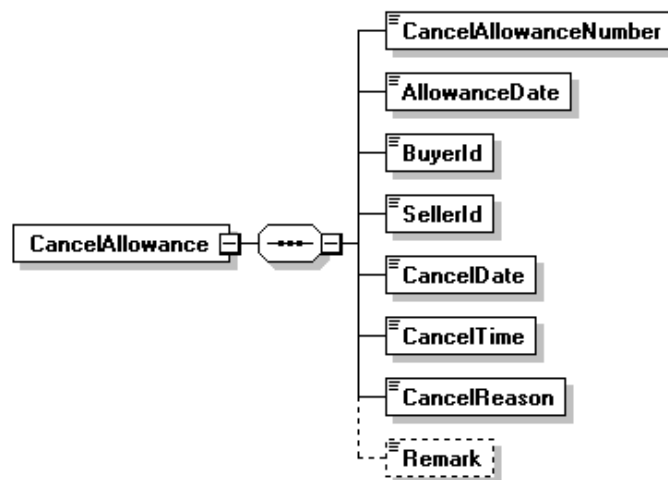 CancelAllowance
CancelAllowanceNumber
AllowanceDate
BuyerId
SellerId
CancelDate
CancelTime
CancelReason
Remark